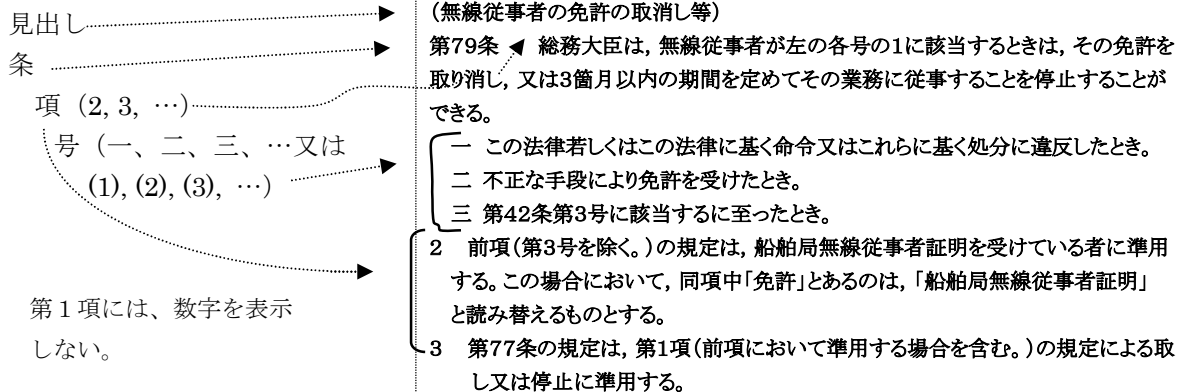 見出し
条
項 (2, 3, …)
号 (一、二、三、…又は
(1), (2), (3), …)
第1項には、数字を表示
しない。
(無線従事者の免許の取消し等)
第79条 総務大臣は, 無線従事者が左の各号の1に該当するときは, その免許を
取り消し, 又は3箇月以内の期間を定めてその業務に従事することを停止することが
できる。
一 この法律若しくはこの法律に基く命令又はこれらに基く処分に違反したとき。
二 不正な手段により免許を受けたとき。
三 第42条第3号に該当するに至ったとき。
2 前項(第3号を除く。)の規定は, 船舶局無線従事者証明を受けている者に準用
する。この場合において, 同項中「免許」とあるのは, 「船舶局無線従事者証明」
と読み替えるものとする。
3 第77条の規定は, 第1項(前項において準用する場合を含む。)の規定による取
し又は停止に準用する。